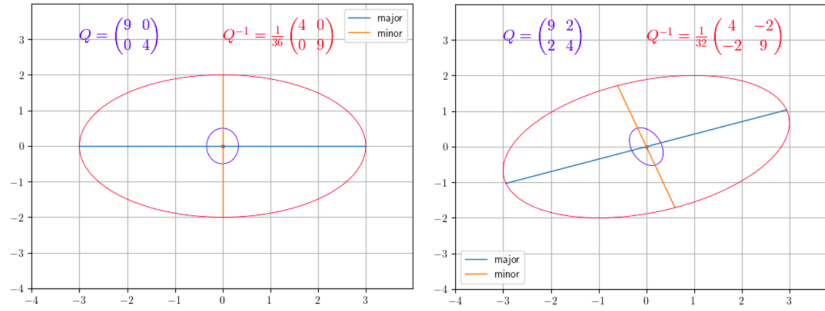 Q = (9 0
0 4)
Q⁻¹ = 1/36 (4 0
0 9)
major
minor
3
2
1
0
−1
−2
−3
−4
−4 −3 −2 −1 0 1 2 3
Q = (9 2
2 4)
Q⁻¹ = 1/32 (4 −2
−2 9)
3
2
1
0
−1
−2
−3
−4
major
minor
−4 −3 −2 −1 0 1 2 3